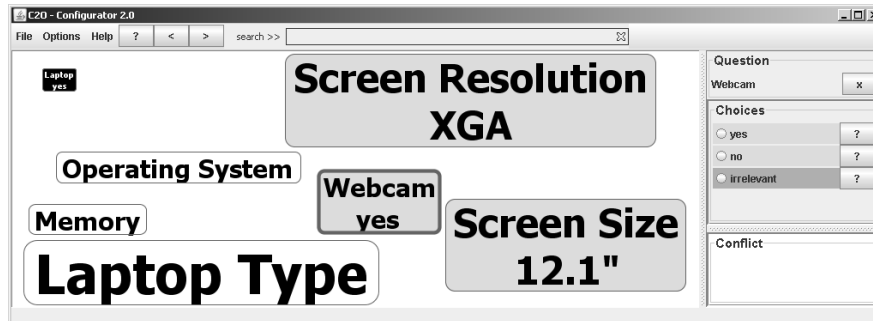 C2O - Configurator 2.0
File Options Help ? < > search >>
Laptop
yes
Screen Resolution
XGA
Operating System
Webcam
yes
Memory
Screen Size
12.1"
Laptop Type
Question
Webcam x
Choices
yes ?
no ?
irrelevant ?
Conflict